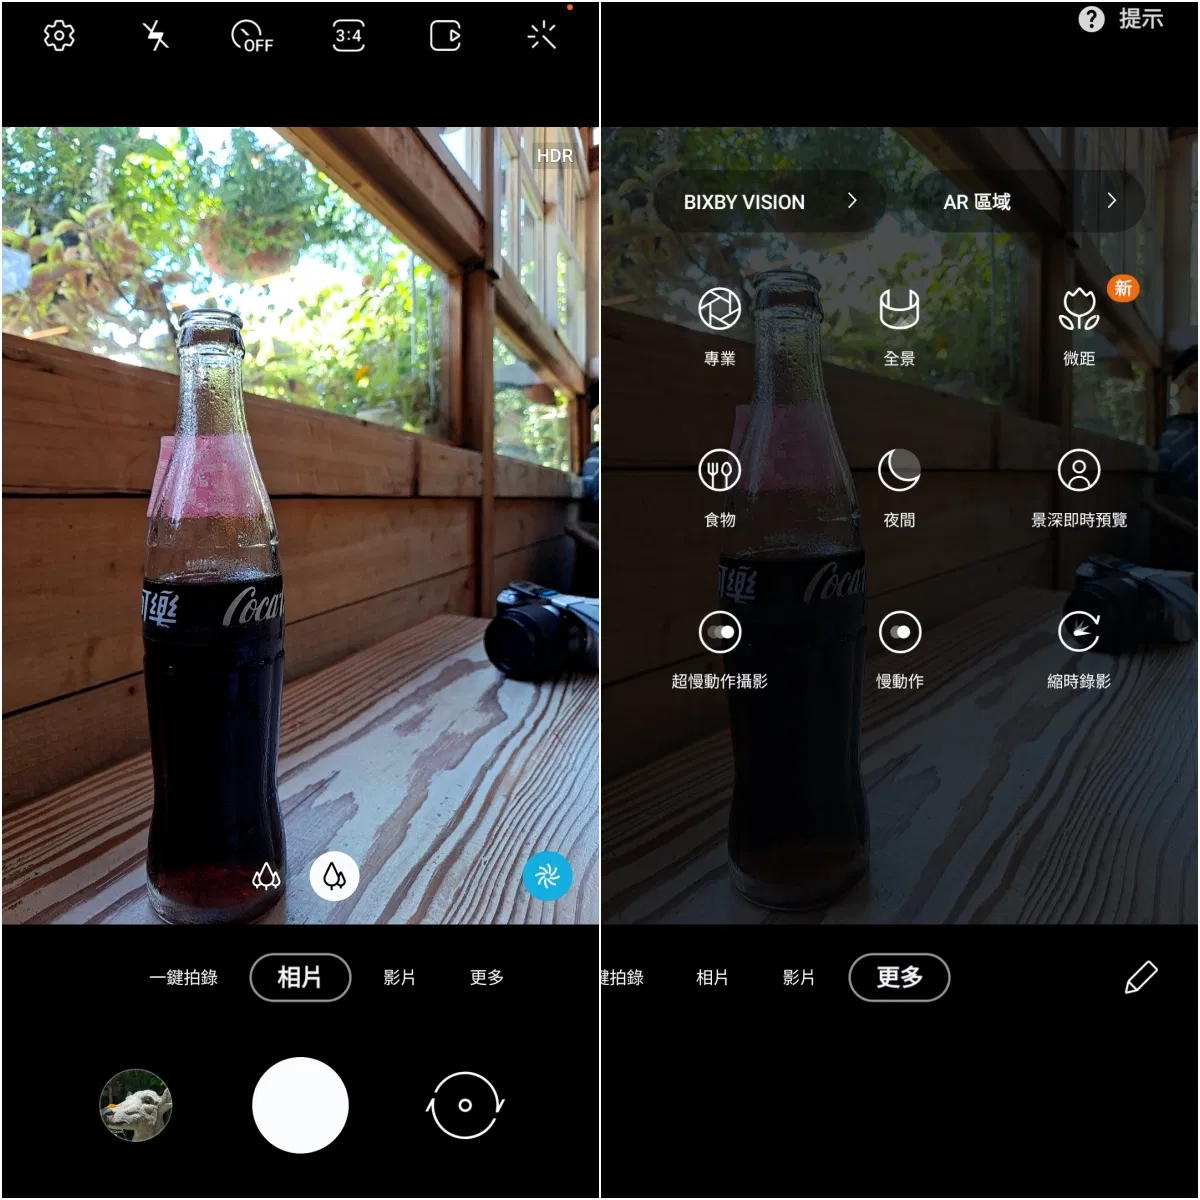 OFF
3:4
HDR
可樂
Coca
一鍵拍錄
相片
影片
更多
提示
BIXBY VISION
AR 區域
新
專業
全景
微距
食物
夜間
景深即時預覽
超慢動作攝影
慢動作
縮時錄影
可樂
Coca
鍵拍錄
相片
影片
更多